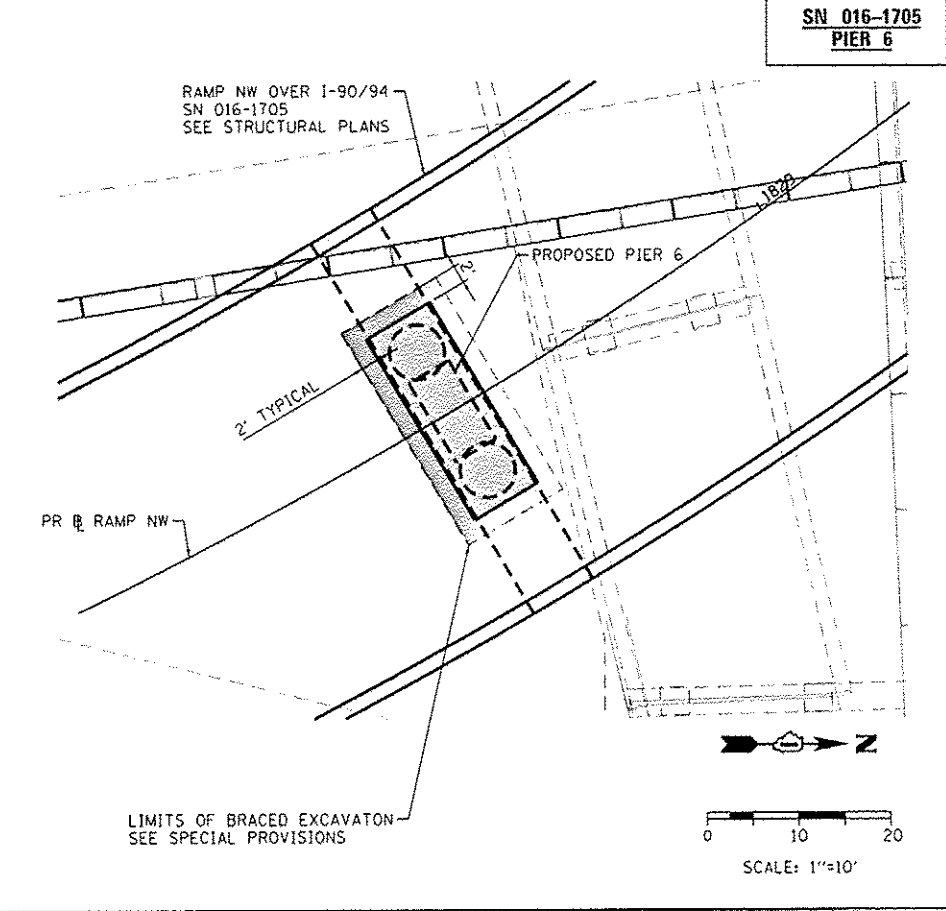 SN 016-1705
PIER 6
RAMP NW OVER I-90/94
SN 016-1705
SEE STRUCTURAL PLANS
PROPOSED PIER 6
2'
2' TYPICAL
PR ℄ RAMP NW
LIMITS OF BRACED EXCAVATON
SEE SPECIAL PROVISIONS
N
0 10 20
SCALE: 1"=10'